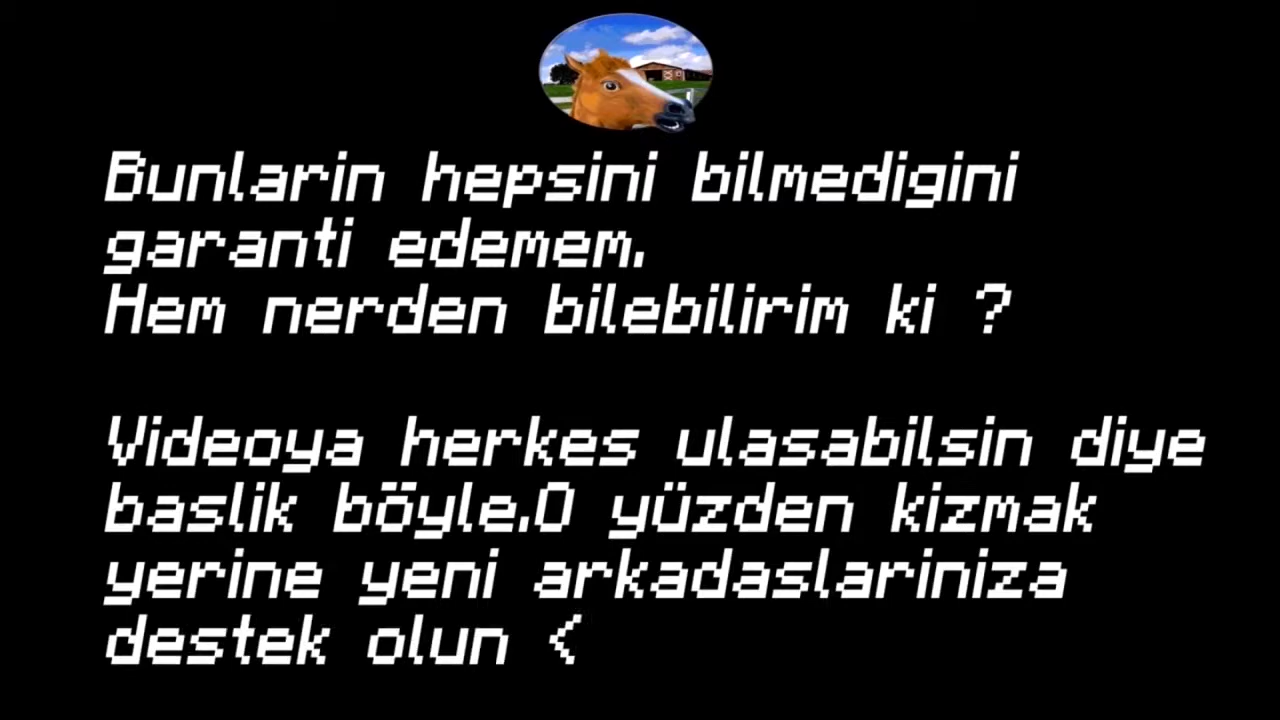 Bunlarin hepsini bilmedigini
garanti edemem.
Hem nerden bilebilirim ki ?
Videoya herkes ulasabilsin diye
baslik böyle.O yüzden kizmak
yerine yeni arkadaslariniza
destek olun <